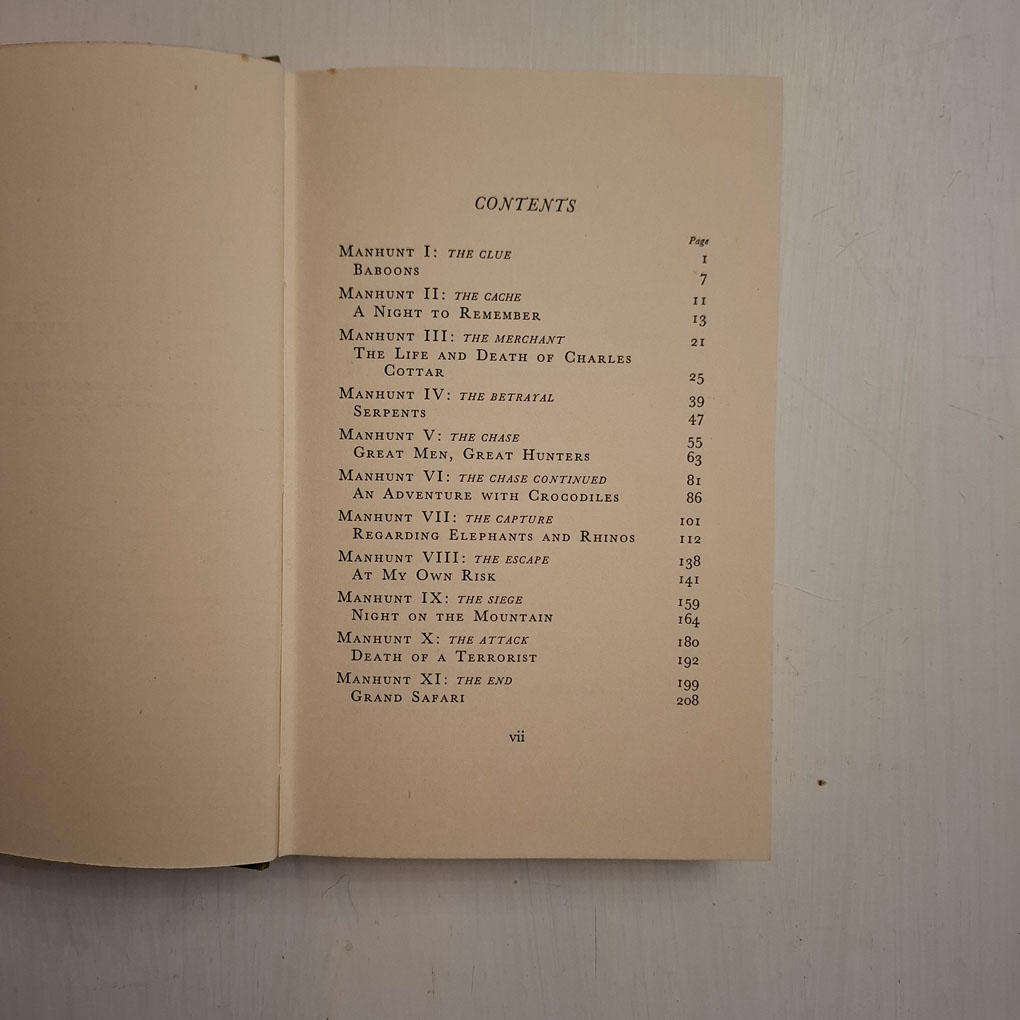 CONTENTS
Page
MANHUNT I: THE CLUE 1
BABOONS 7
MANHUNT II: THE CACHE 11
A NIGHT TO REMEMBER 13
MANHUNT III: THE MERCHANT 21
THE LIFE AND DEATH OF CHARLES
COTTAR 25
MANHUNT IV: THE BETRAYAL 39
SERPENTS 47
MANHUNT V: THE CHASE 55
GREAT MEN, GREAT HUNTERS 63
MANHUNT VI: THE CHASE CONTINUED 81
AN ADVENTURE WITH CROCODILES 86
MANHUNT VII: THE CAPTURE 101
REGARDING ELEPHANTS AND RHINOS 112
MANHUNT VIII: THE ESCAPE 138
AT MY OWN RISK 141
MANHUNT IX: THE SIEGE 159
NIGHT ON THE MOUNTAIN 164
MANHUNT X: THE ATTACK 180
DEATH OF A TERRORIST 192
MANHUNT XI: THE END 199
GRAND SAFARI 208
vii